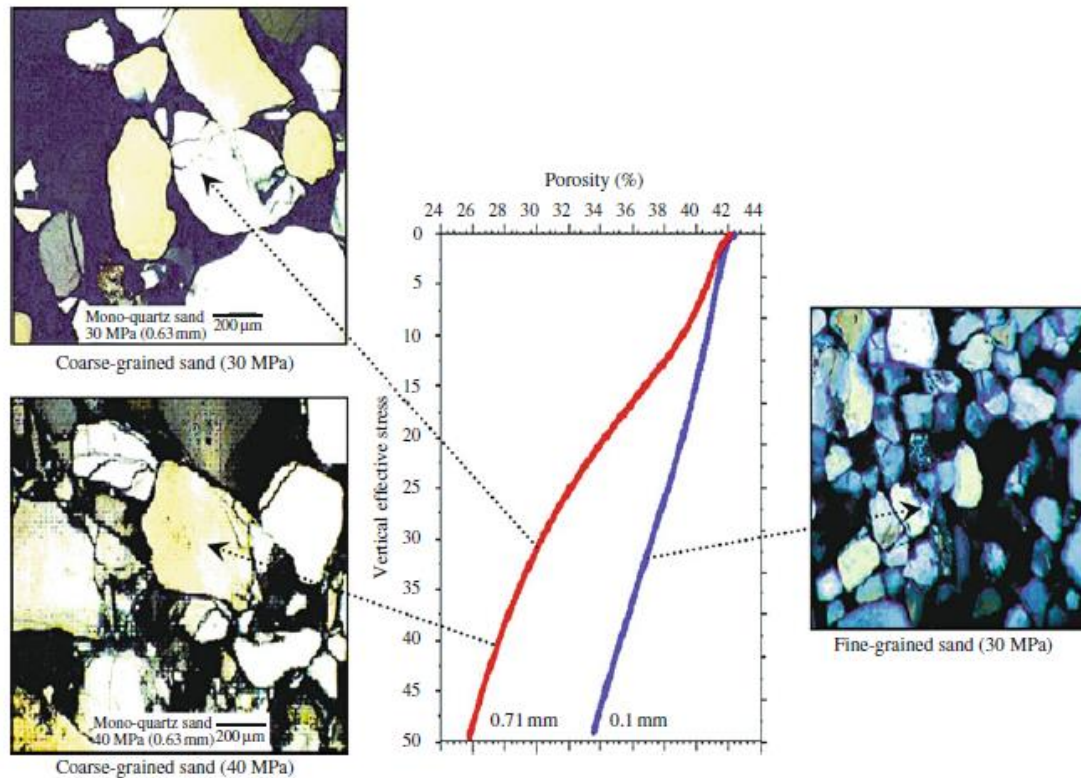 Mono-quartz sand
30 MPa (0.63 mm)
200 µm
Coarse-grained sand (30 MPa)
Mono-quartz sand
40 MPa (0.63 mm)
200 µm
Coarse-grained sand (40 MPa)
Porosity (%)
24 26 28 30 32 34 36 38 40 42 44
Vertical effective stress
0
5
10
15
20
25
30
35
40
45
50
0.71 mm
0.1 mm
Fine-grained sand (30 MPa)